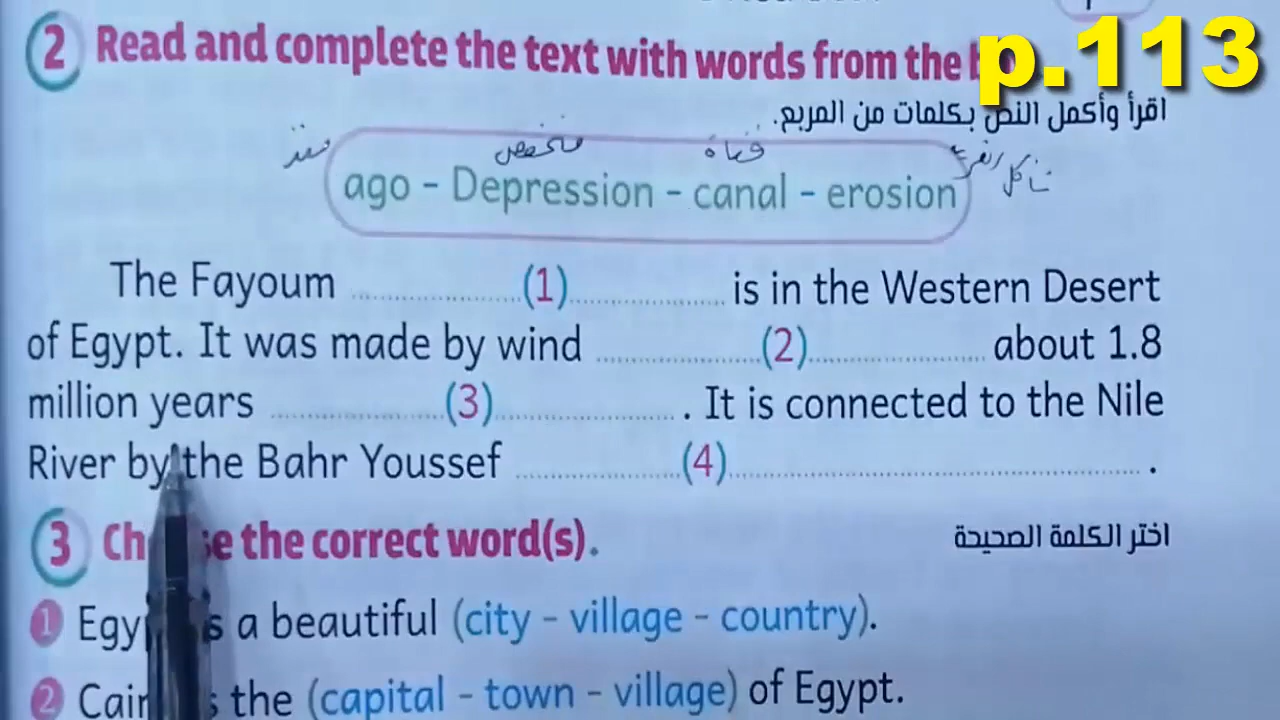 p.113
2 Read and complete the text with words from the
اقرأ وأكمل النص بكلمات من المربع.
منخفض قناة
ago – Depression – canal – erosion
The Fayoum ........(1)........ is in the Western Desert
of Egypt. It was made by wind ........(2)........ about 1.8
million years ........(3)........ . It is connected to the Nile
River by the Bahr Youssef ........(4)........ .
3 the correct word(s).
اختر الكلمة الصحيحة
1 a beautiful (city – village – country).
2 the (capital – town – village) of Egypt.